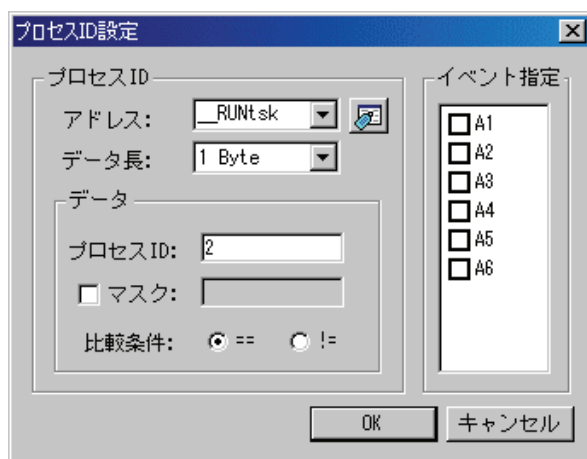 プロセスID設定
プロセスID
アドレス: __RUNtsk
データ長: 1 Byte
データ
プロセスID: 2
マスク:
比較条件: == !=
イベント指定
A1
A2
A3
A4
A5
A6
OK キャンセル